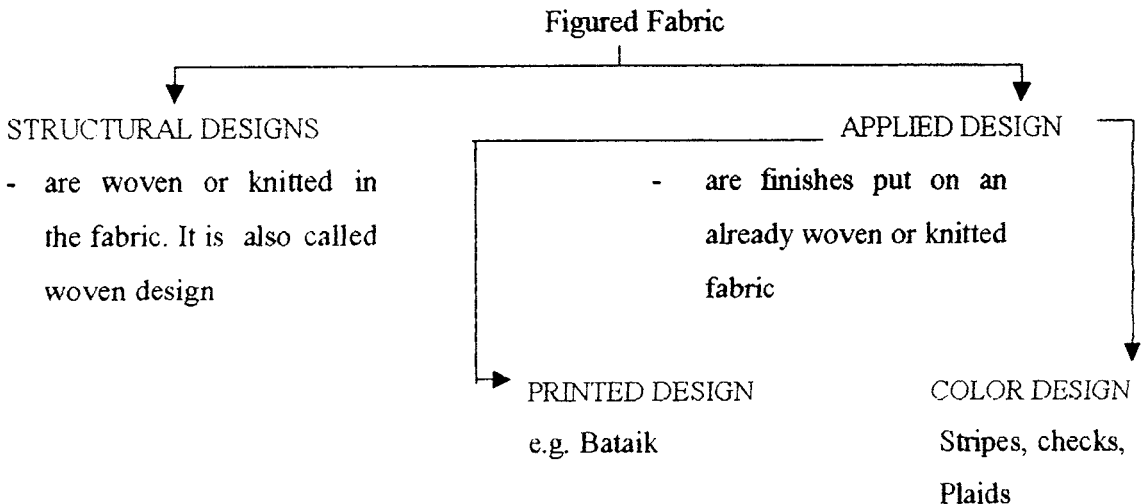 Figured Fabric
STRUCTURAL DESIGNS
- are woven or knitted in
the fabric. It is also called
woven design
APPLIED DESIGN
- are finishes put on an
already woven or knitted
fabric
PRINTED DESIGN
e.g. Bataik
COLOR DESIGN
Stripes, checks,
Plaids